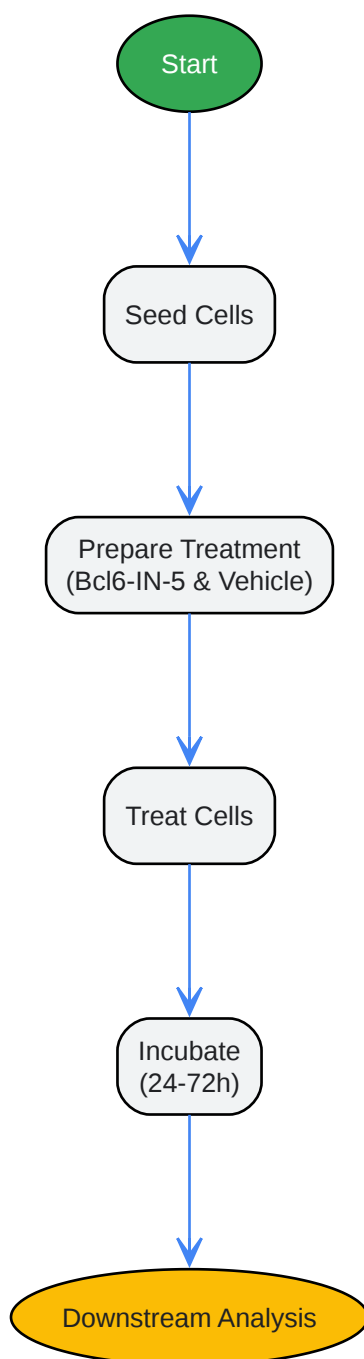 Start
Seed Cells
Prepare Treatment
(Bcl6-IN-5 & Vehicle)
Treat Cells
Incubate
(24-72h)
Downstream Analysis